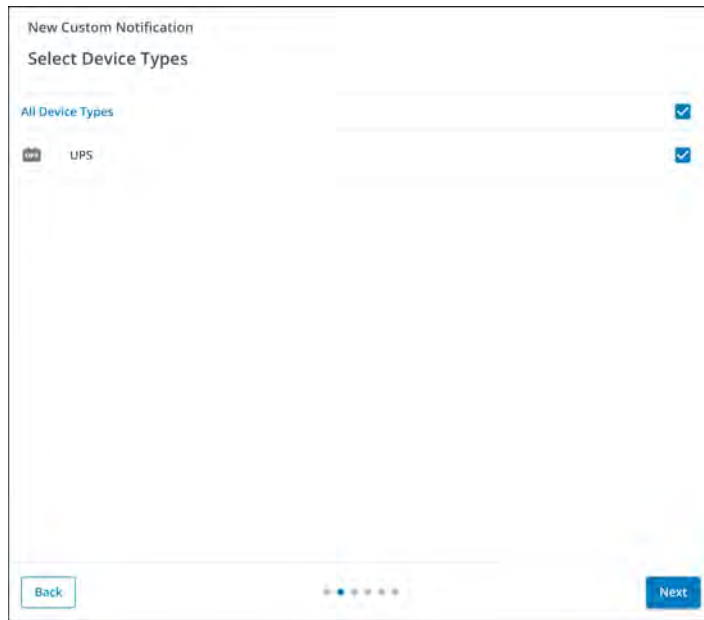 New Custom Notification
Select Device Types
All Device Types
UPS
Back
Next